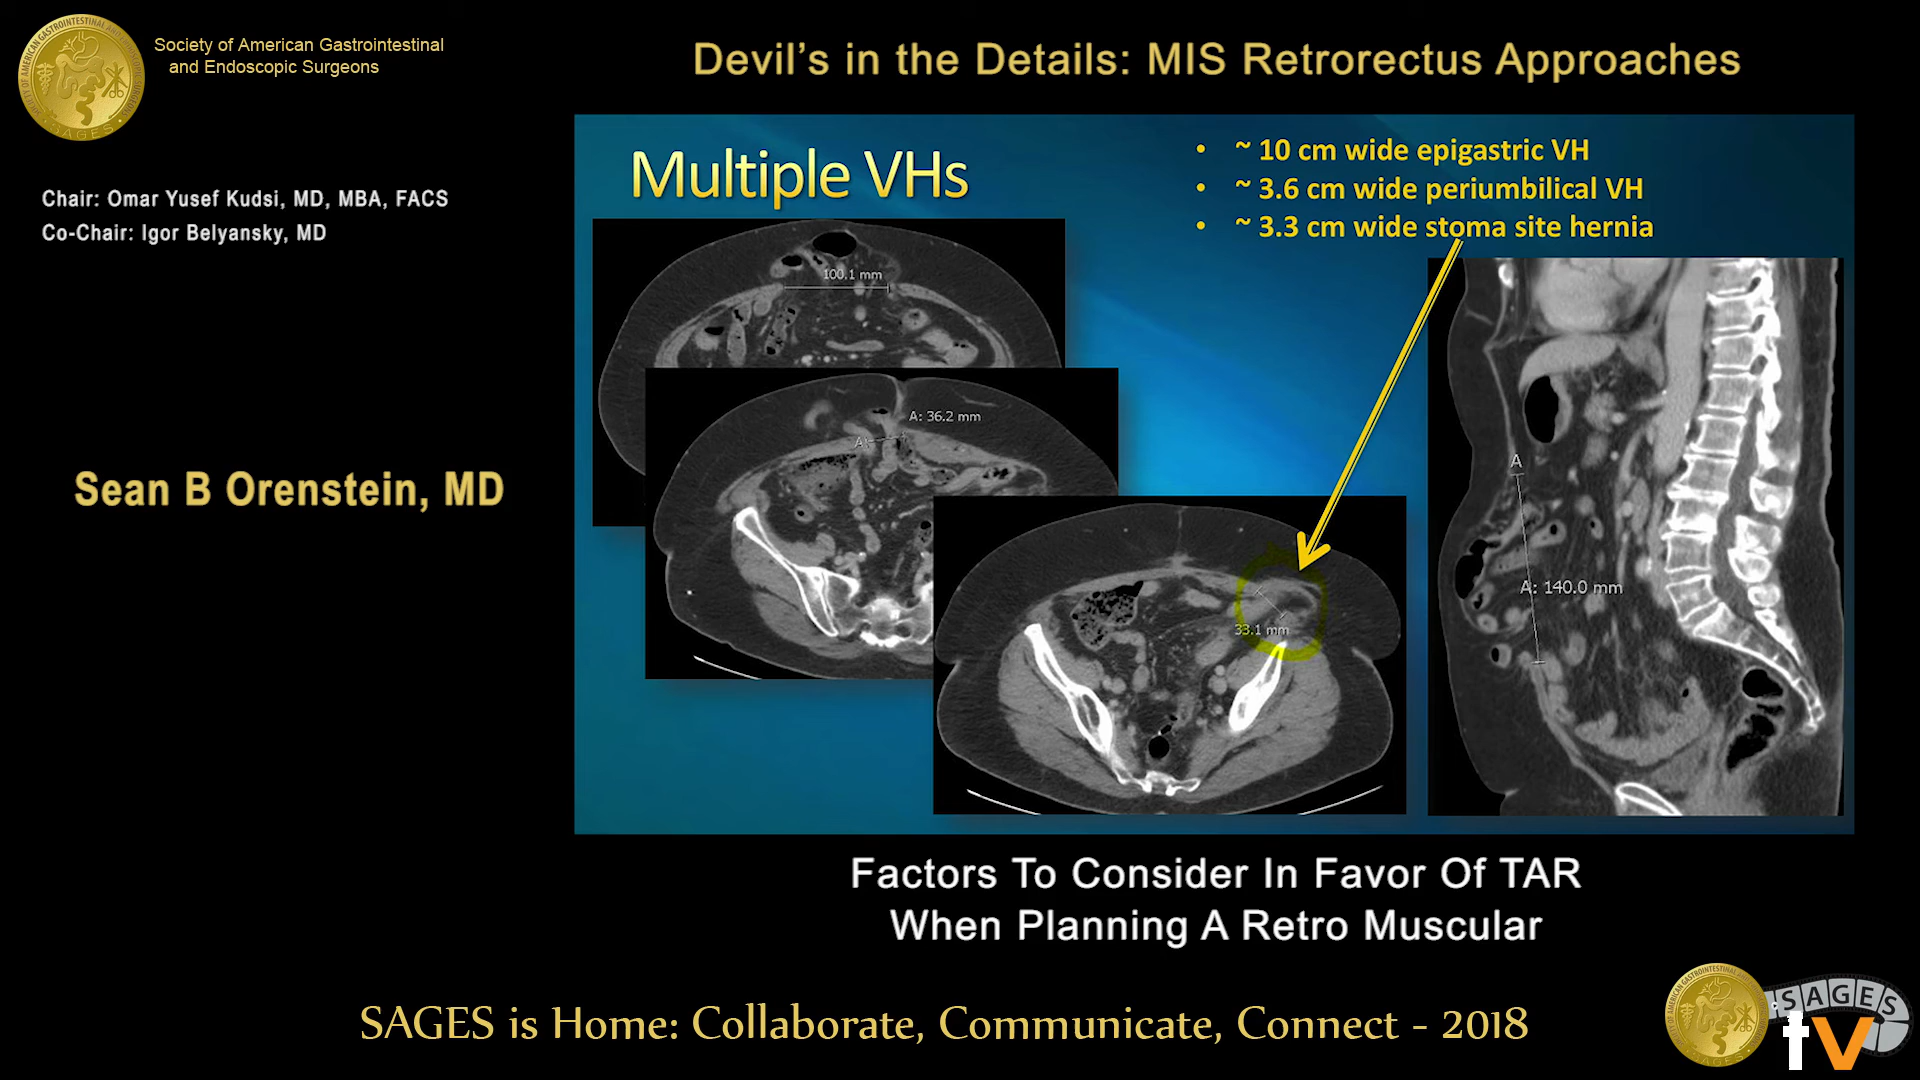 Society of American Gastrointestinal
and Endoscopic Surgeons
Devil's in the Details: MIS Retrorectus Approaches
Chair: Omar Yusef Kudsi, MD, MBA, FACS
Co-Chair: Igor Belyansky, MD
Sean B Orenstein, MD
Multiple VHs
• ~ 10 cm wide epigastric VH
• ~ 3.6 cm wide periumbilical VH
• ~ 3.3 cm wide stoma site hernia
100.1 mm
A: 36.2 mm
A
33.1 mm
A
A: 140.0 mm
Factors To Consider In Favor Of TAR
When Planning A Retro Muscular
SAGES is Home: Collaborate, Communicate, Connect - 2018
SAGES
SAGES
tv